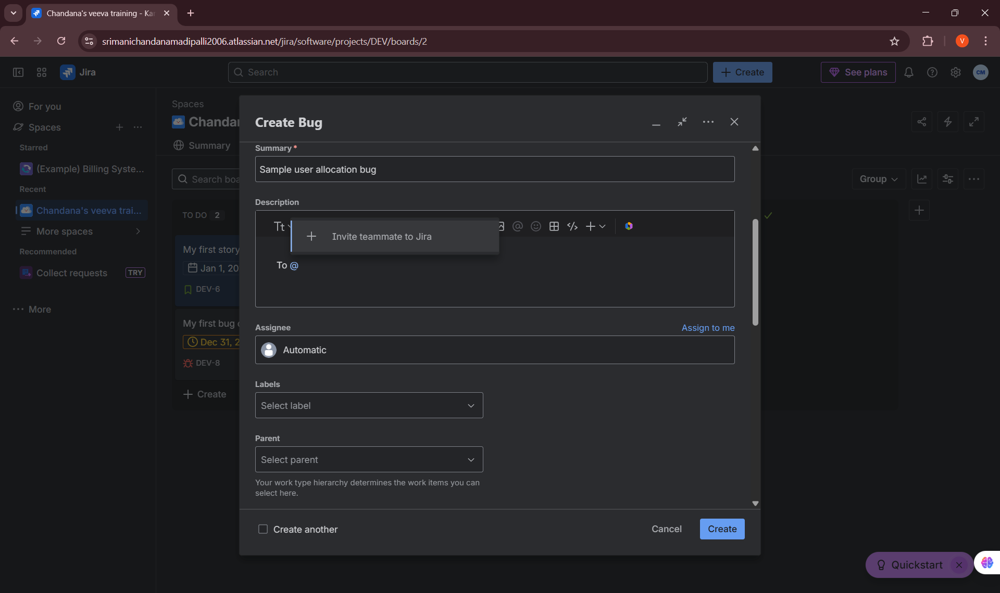 Chandana's veeva training - Kar
srimanichandanamadipalli2006.atlassian.net/jira/software/projects/DEV/boards/2
V
Jira
Search
Create
See plans
CM
For you
Spaces
Starred
(Example) Billing Syste...
Recent
Chandana's veeva trai...
More spaces
Recommended
Collect requests TRY
More
Spaces
Chandan
Summary
Search boa
Group
TO DO 2
My first story
Jan 1, 20
DEV-6
My first bug
Dec 31, 2
DEV-8
Create
Create Bug
Summary *
Sample user allocation bug
Description
Tt
Invite teammate to Jira
To @
Assignee
Assign to me
Automatic
Labels
Select label
Parent
Select parent
Your work type hierarchy determines the work items you can
select here.
Create another
Cancel
Create
Quickstart